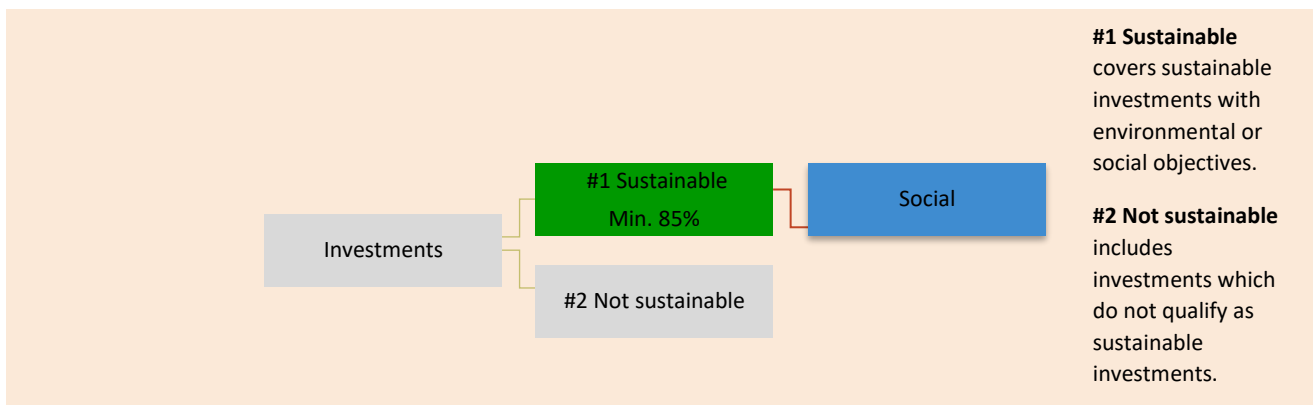 Investments
#1 Sustainable
Min. 85%
#2 Not sustainable
Social
#1 Sustainable
covers sustainable
investments with
environmental or
social objectives.
#2 Not sustainable
includes
investments which
do not qualify as
sustainable
investments.